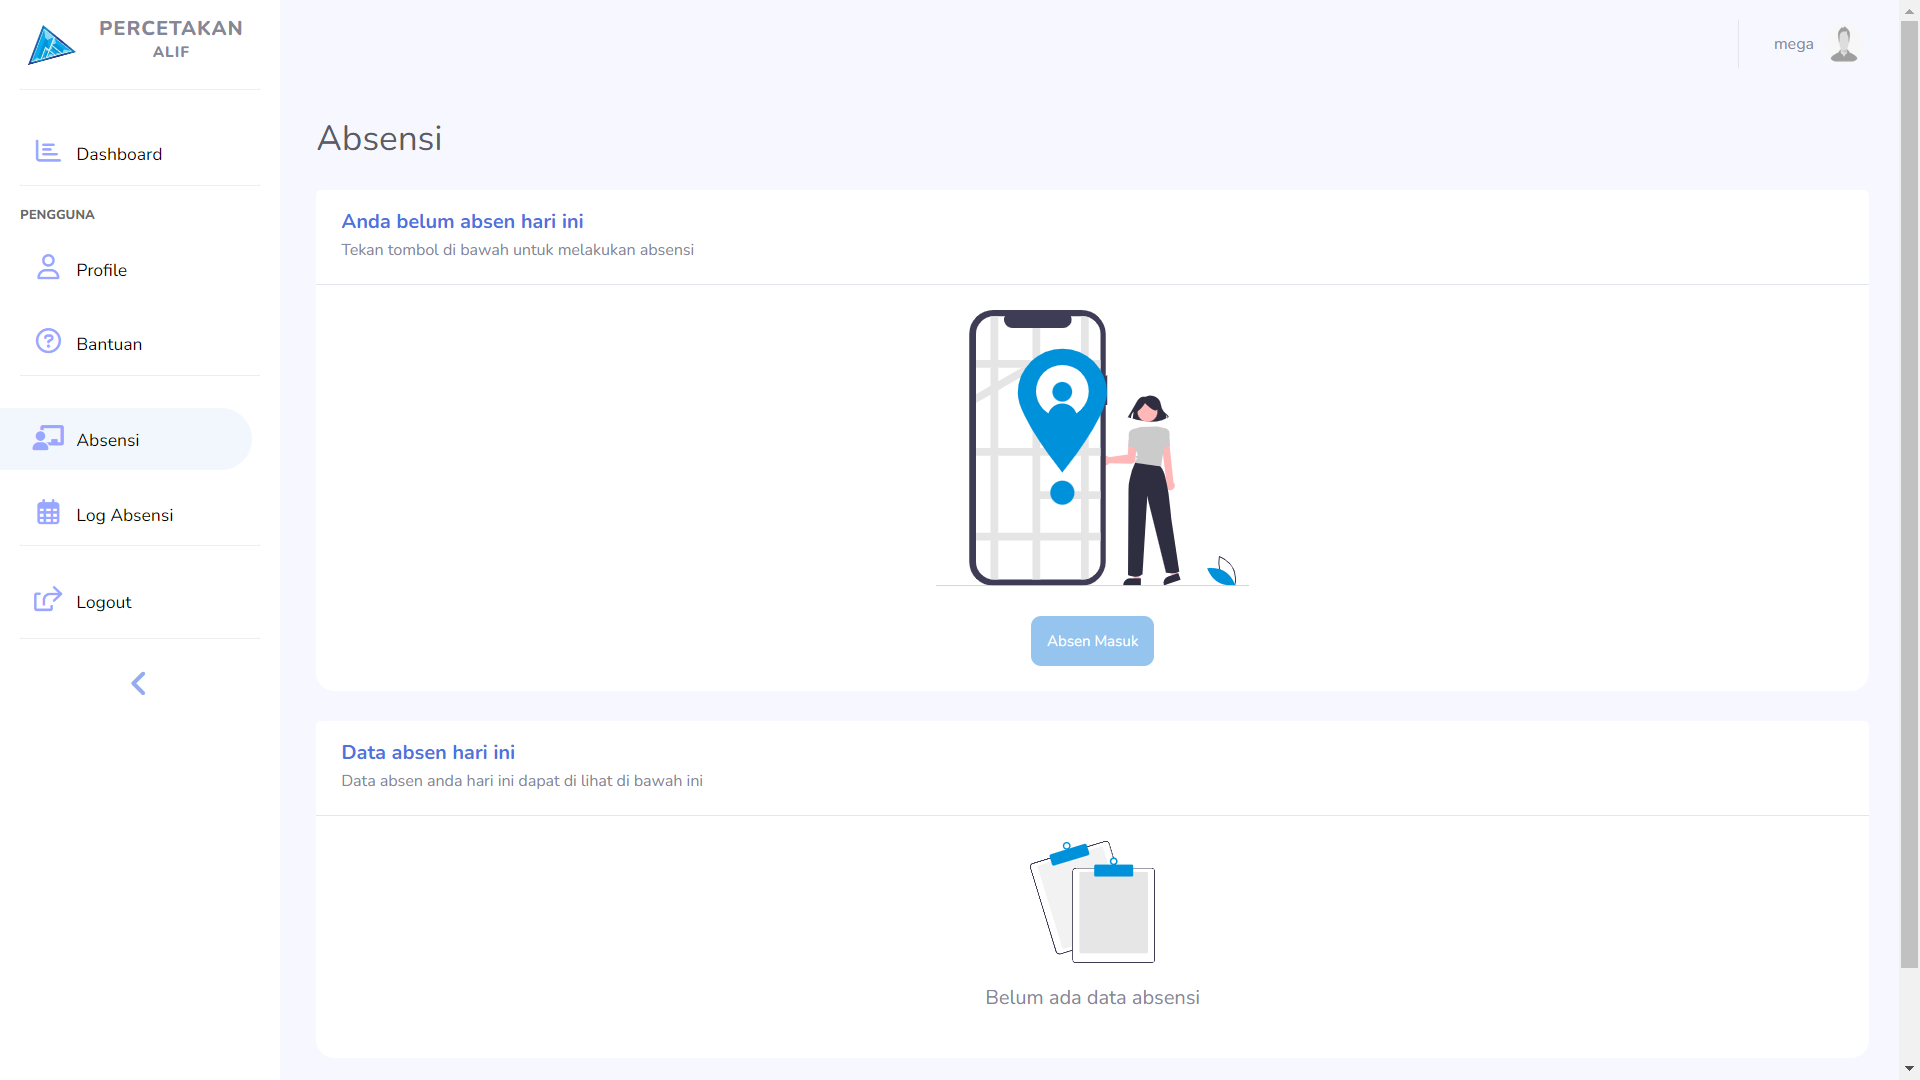 PERCETAKAN
ALIF
mega
Dashboard
PENGGUNA
Profile
Bantuan
Absensi
Log Absensi
Logout
Absensi
Anda belum absen hari ini
Tekan tombol di bawah untuk melakukan absensi
Absen Masuk
Data absen hari ini
Data absen anda hari ini dapat di lihat di bawah ini
Belum ada data absensi